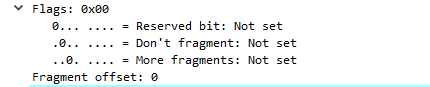 Flags: 0x00
0... .... = Reserved bit: Not set
.0.. .... = Don't fragment: Not set
..0. .... = More fragments: Not set
Fragment offset: 0